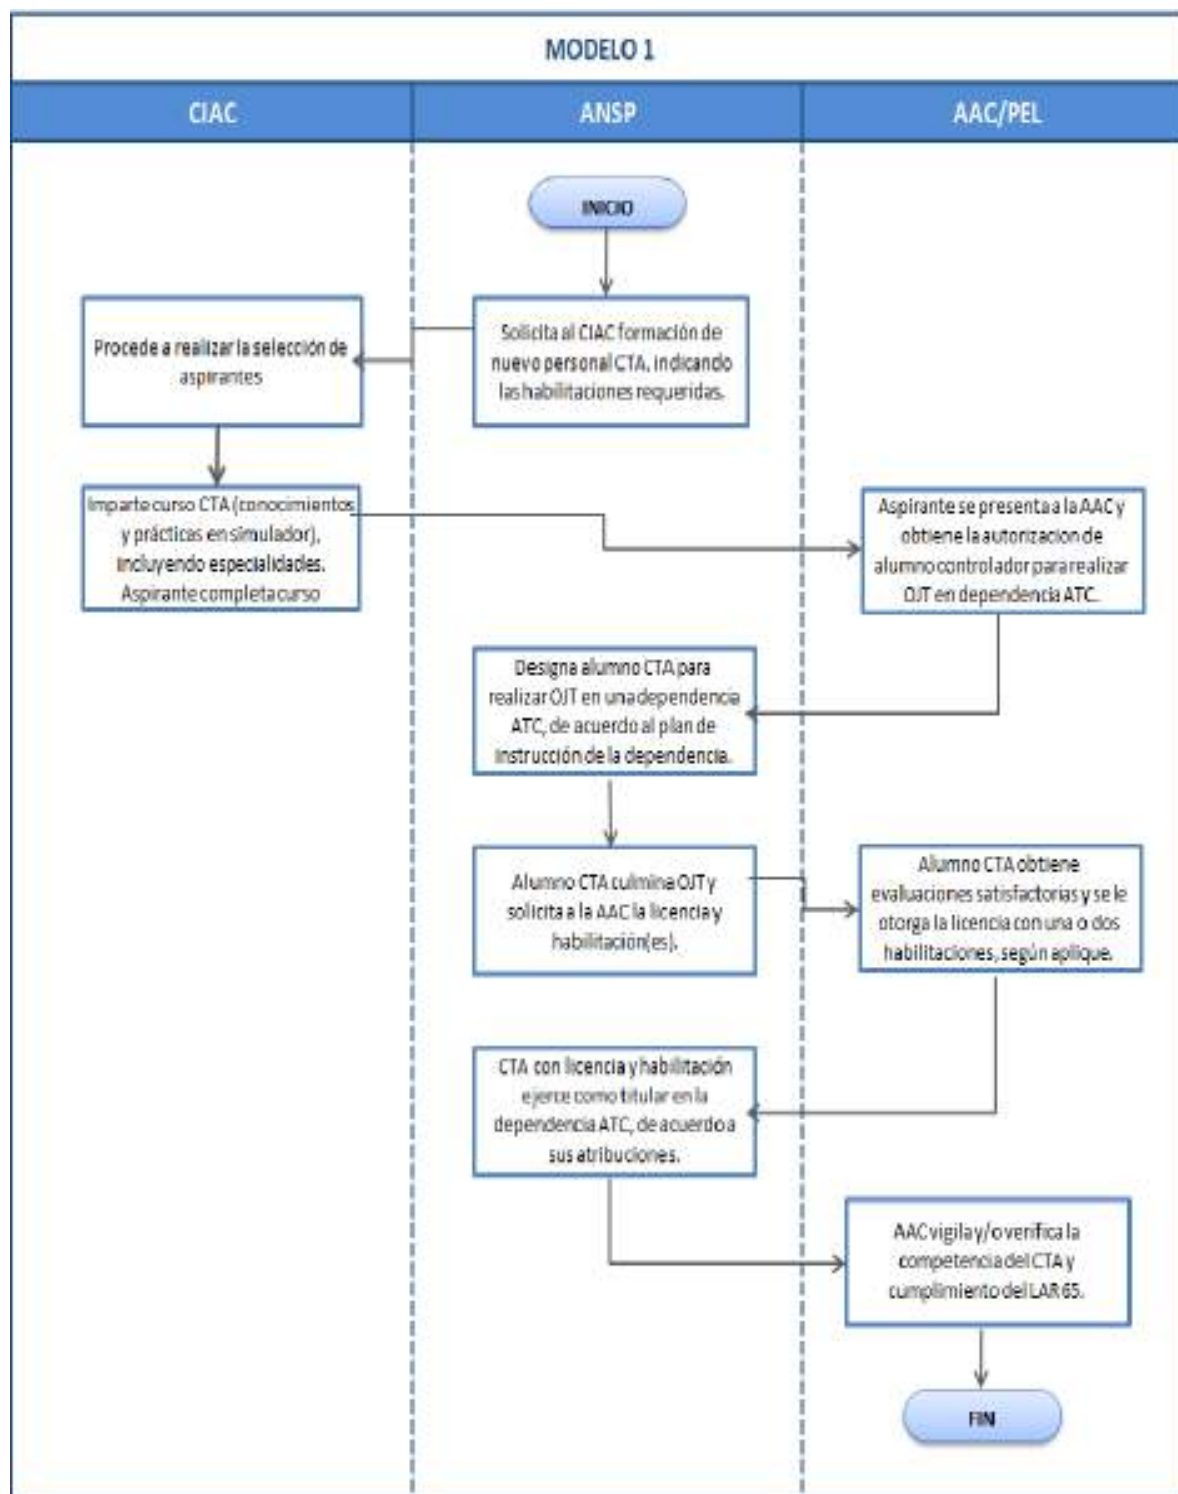 MODELO 1
CIAC
ANSP
AAC/PEL
INICIO
Solicita al CIAC formación de
nuevo personal CTA, indicando
las habilitaciones requeridas.
Procede a realizar la selección de
aspirantes
Imparte curso CTA (conocimientos
y prácticas en simulador),
incluyendo especialidades.
Aspirante completa curso
Aspirante se presenta a la AAC y
obtiene la autorizacion de
alumno controlador para realizar
OJT en dependencia ATC.
Designa alumno CTA para
realizar OJT en una dependencia
ATC, de acuerdo al plan de
instrucción de la dependencia.
Alumno CTA culmina OJT y
solicita a la AAC la licencia y
habilitación(es).
Alumno CTA obtiene
evaluaciones satisfactorias y se le
otorga la licencia con una o dos
habilitaciones, según aplique.
CTA con licencia y habilitación
ejerce como titular en la
dependencia ATC, de acuerdo a
sus atribuciones.
AAC vigila y/o verifica la
competencia del CTA y
cumplimiento del LAR 65.
FIN